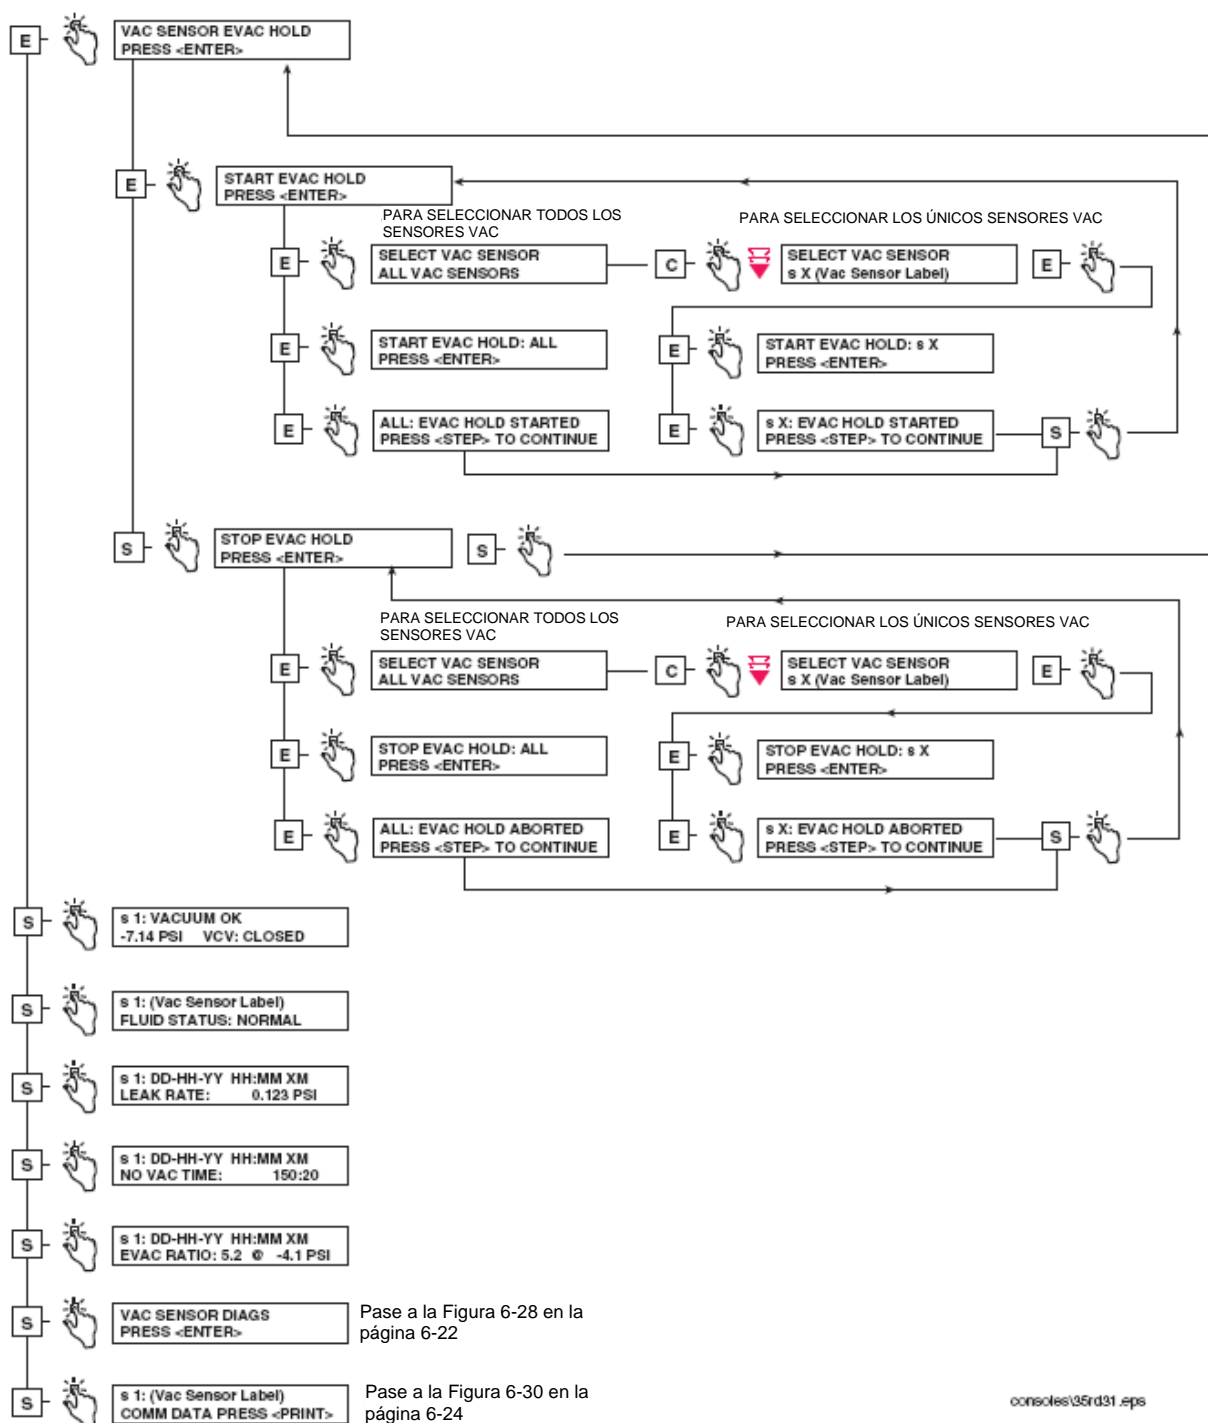 E
VAC SENSOR EVAC HOLD
PRESS <ENTER>
E
START EVAC HOLD
PRESS <ENTER>
PARA SELECCIONAR TODOS LOS
SENSORES VAC
PARA SELECCIONAR LOS ÚNICOS SENSORES VAC
E
SELECT VAC SENSOR
ALL VAC SENSORS
C
SELECT VAC SENSOR
s X (Vac Sensor Label)
E
E
START EVAC HOLD: ALL
PRESS <ENTER>
E
START EVAC HOLD: s X
PRESS <ENTER>
E
ALL: EVAC HOLD STARTED
PRESS <STEP> TO CONTINUE
E
s X: EVAC HOLD STARTED
PRESS <STEP> TO CONTINUE
S
S
STOP EVAC HOLD
PRESS <ENTER>
S
PARA SELECCIONAR TODOS LOS
SENSORES VAC
PARA SELECCIONAR LOS ÚNICOS SENSORES VAC
E
SELECT VAC SENSOR
ALL VAC SENSORS
C
SELECT VAC SENSOR
s X (Vac Sensor Label)
E
E
STOP EVAC HOLD: ALL
PRESS <ENTER>
E
STOP EVAC HOLD: s X
PRESS <ENTER>
E
ALL: EVAC HOLD ABORTED
PRESS <STEP> TO CONTINUE
E
s X: EVAC HOLD ABORTED
PRESS <STEP> TO CONTINUE
S
S
s 1: VACUUM OK
-7.14 PSI VCV: CLOSED
S
s 1: (Vac Sensor Label)
FLUID STATUS: NORMAL
S
s 1: DD-HH-YY HH:MM XM
LEAK RATE: 0.123 PSI
S
s 1: DD-HH-YY HH:MM XM
NO VAC TIME: 150:20
S
s 1: DD-HH-YY HH:MM XM
EVAC RATIO: 5.2 @ -4.1 PSI
S
VAC SENSOR DIAGS
PRESS <ENTER>
Pase a la Figura 6-28 en la
página 6-22
S
s 1: (Vac Sensor Label)
COMM DATA PRESS <PRINT>
Pase a la Figura 6-30 en la
página 6-24
consoles\35rd31.eps